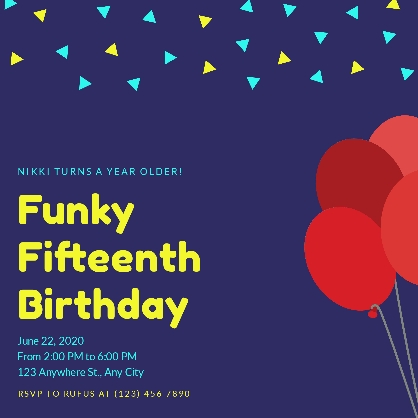 NIKKI TURNS A YEAR OLDER!
Funky
Fifteenth
Birthday
June 22, 2020
From 2:00 PM to 6:00 PM
123 Anywhere St., Any City
RSVP TO RUFUS AT (123) 456 7890